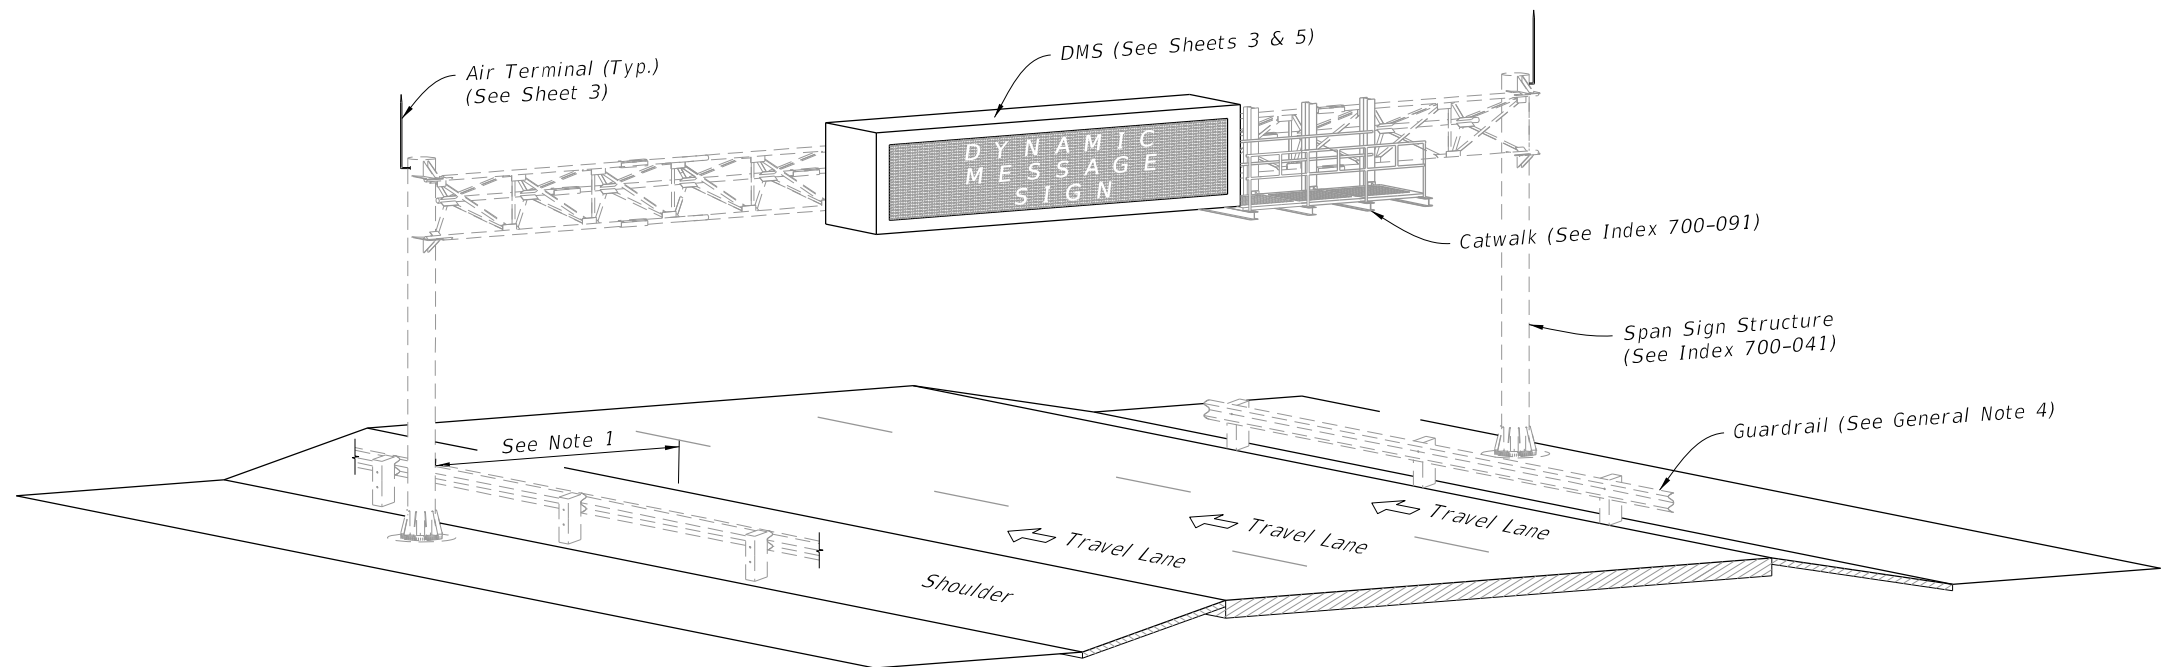 Air Terminal (Typ.)
(See Sheet 3)
DMS (See Sheets 3 & 5)
DYNAMIC
MESSAGE
SIGN
Catwalk (See Index 700-091)
Span Sign Structure
(See Index 700-041)
Guardrail (See General Note 4)
See Note 1
Travel Lane
Travel Lane
Travel Lane
Shoulder